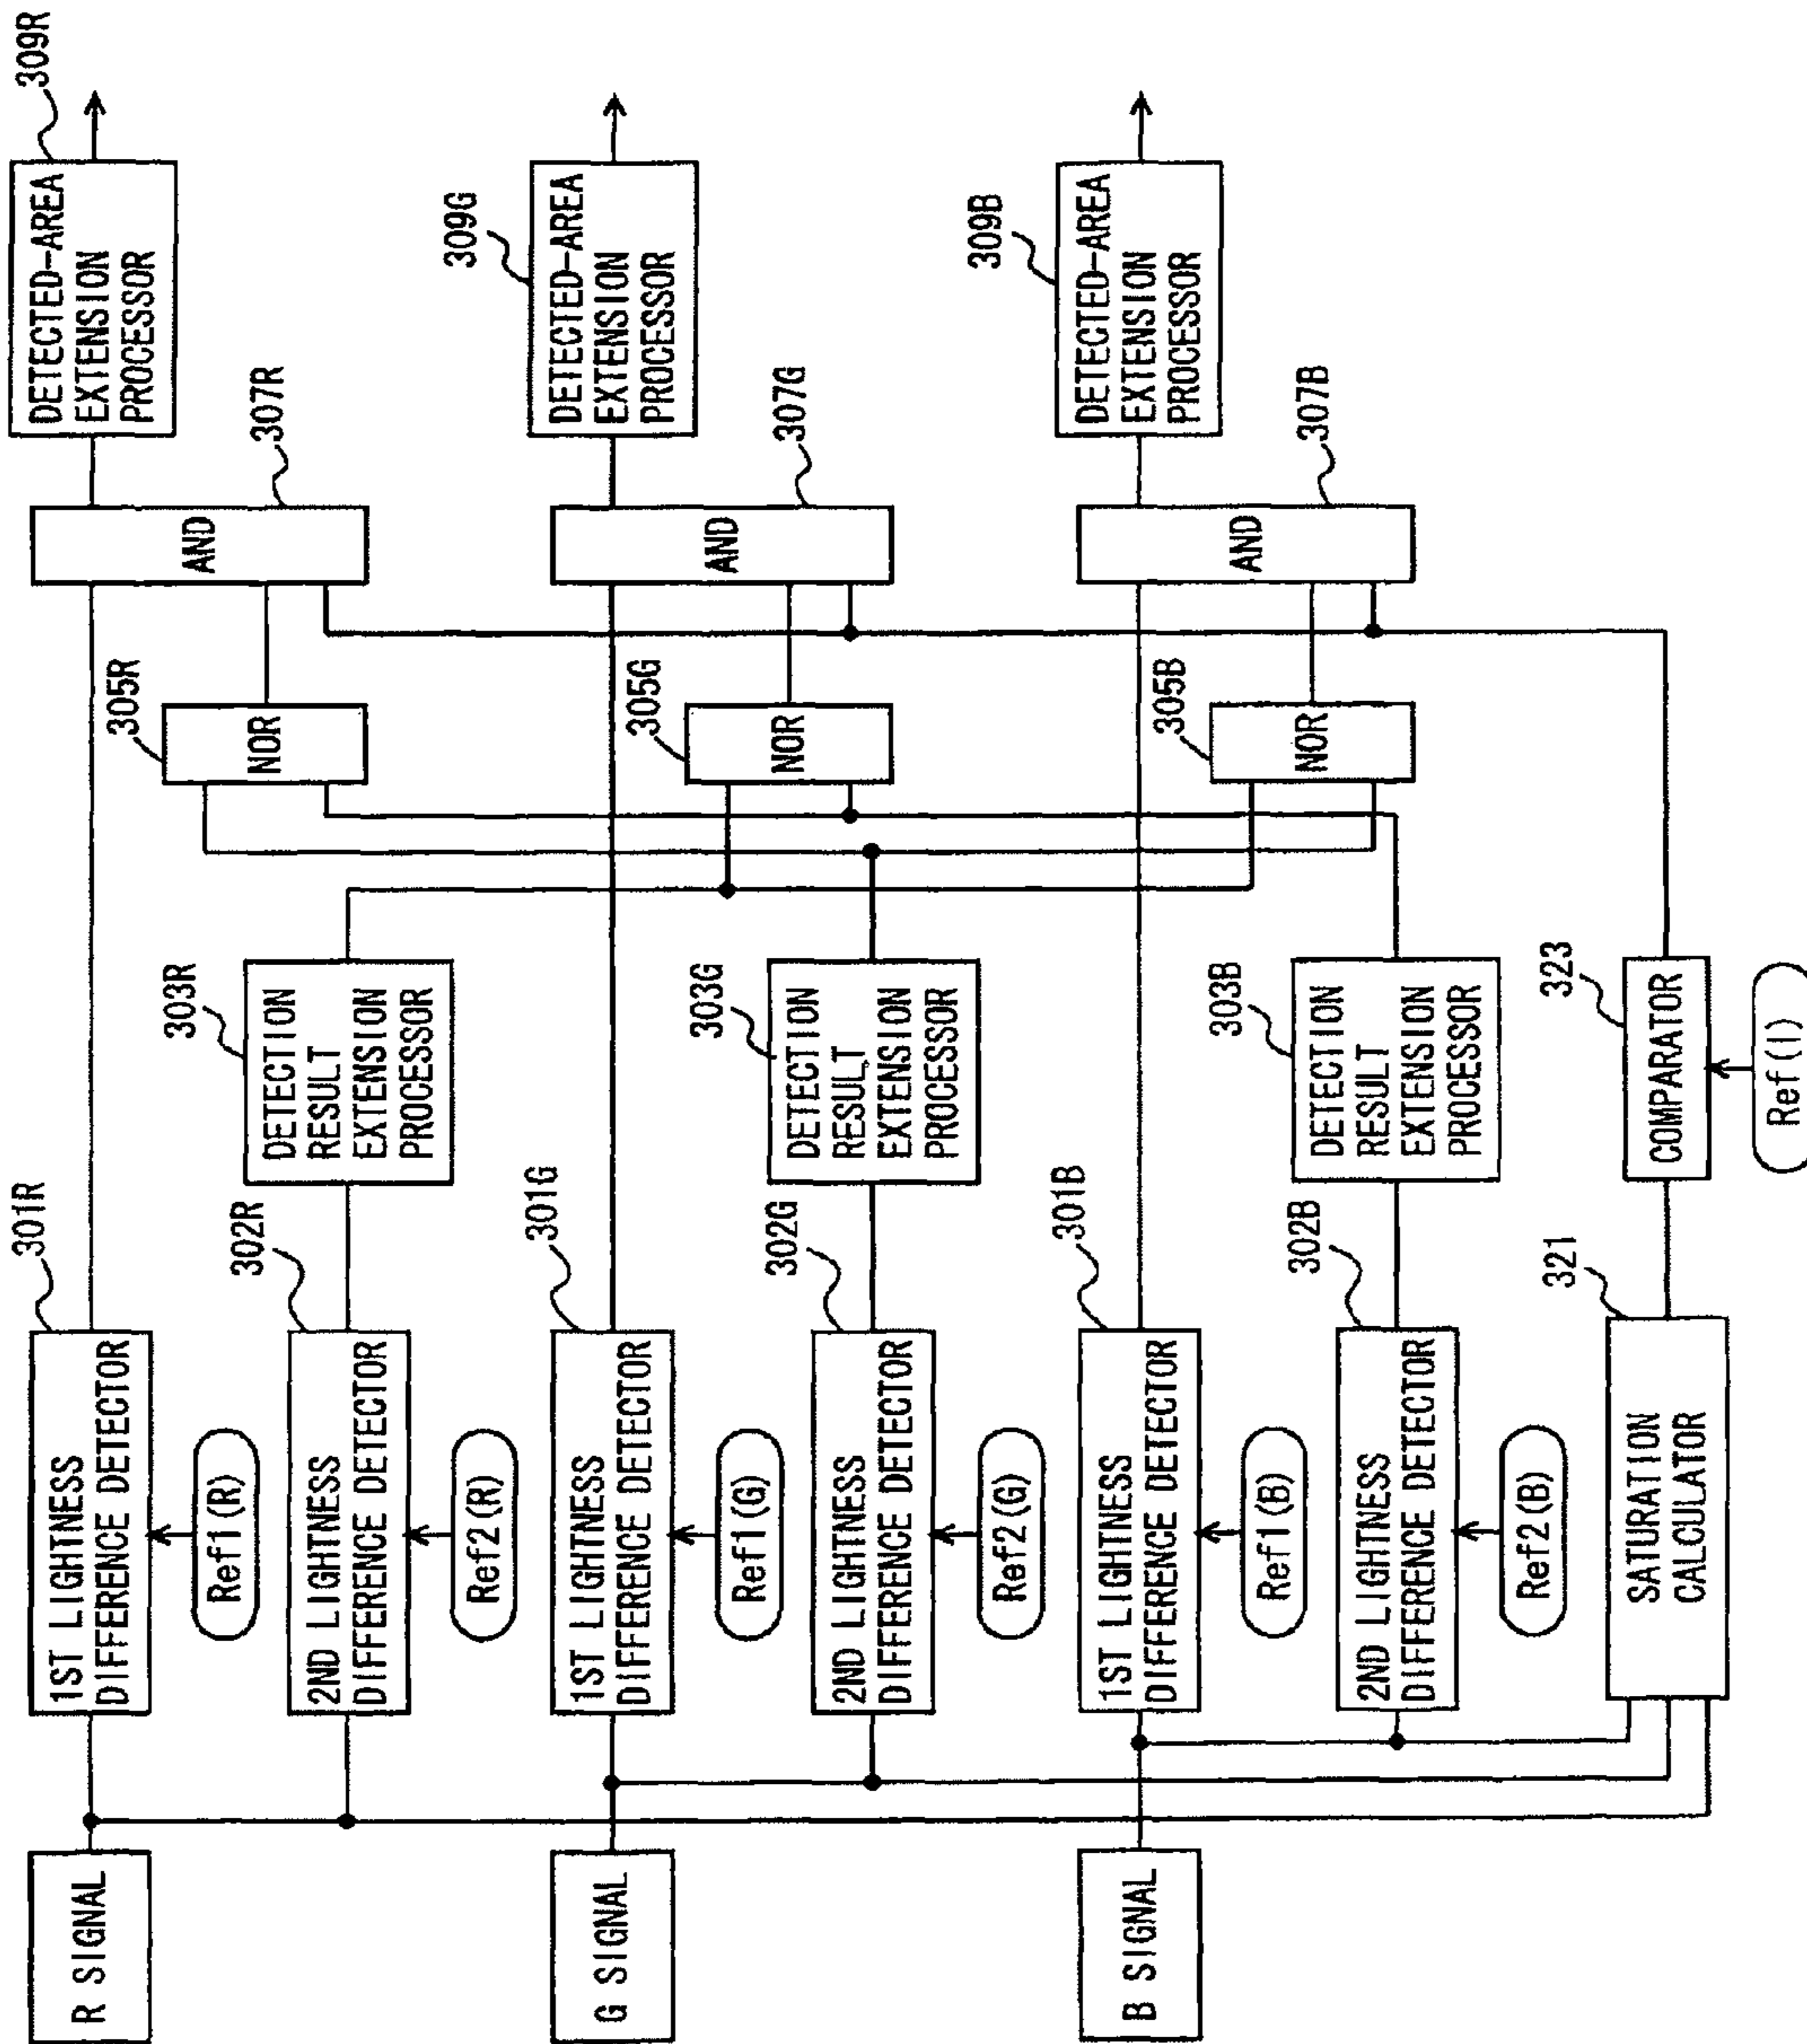 R SIGNAL
1ST LIGHTNESS
DIFFERENCE DETECTOR
301R
Ref1(R)
2ND LIGHTNESS
DIFFERENCE DETECTOR
302R
Ref2(R)
DETECTION
RESULT
EXTENSION
PROCESSOR
303R
NOR
305R
AND
307R
DETECTED-AREA
EXTENSION
PROCESSOR
309R
G SIGNAL
1ST LIGHTNESS
DIFFERENCE DETECTOR
301G
Ref1(G)
2ND LIGHTNESS
DIFFERENCE DETECTOR
302G
Ref2(G)
DETECTION
RESULT
EXTENSION
PROCESSOR
303G
NOR
305G
AND
307G
DETECTED-AREA
EXTENSION
PROCESSOR
309G
B SIGNAL
1ST LIGHTNESS
DIFFERENCE DETECTOR
301B
Ref1(B)
2ND LIGHTNESS
DIFFERENCE DETECTOR
302B
Ref2(B)
DETECTION
RESULT
EXTENSION
PROCESSOR
303B
NOR
305B
AND
307B
DETECTED-AREA
EXTENSION
PROCESSOR
309B
SATURATION
CALCULATOR
321
COMPARATOR
323
Ref(I)